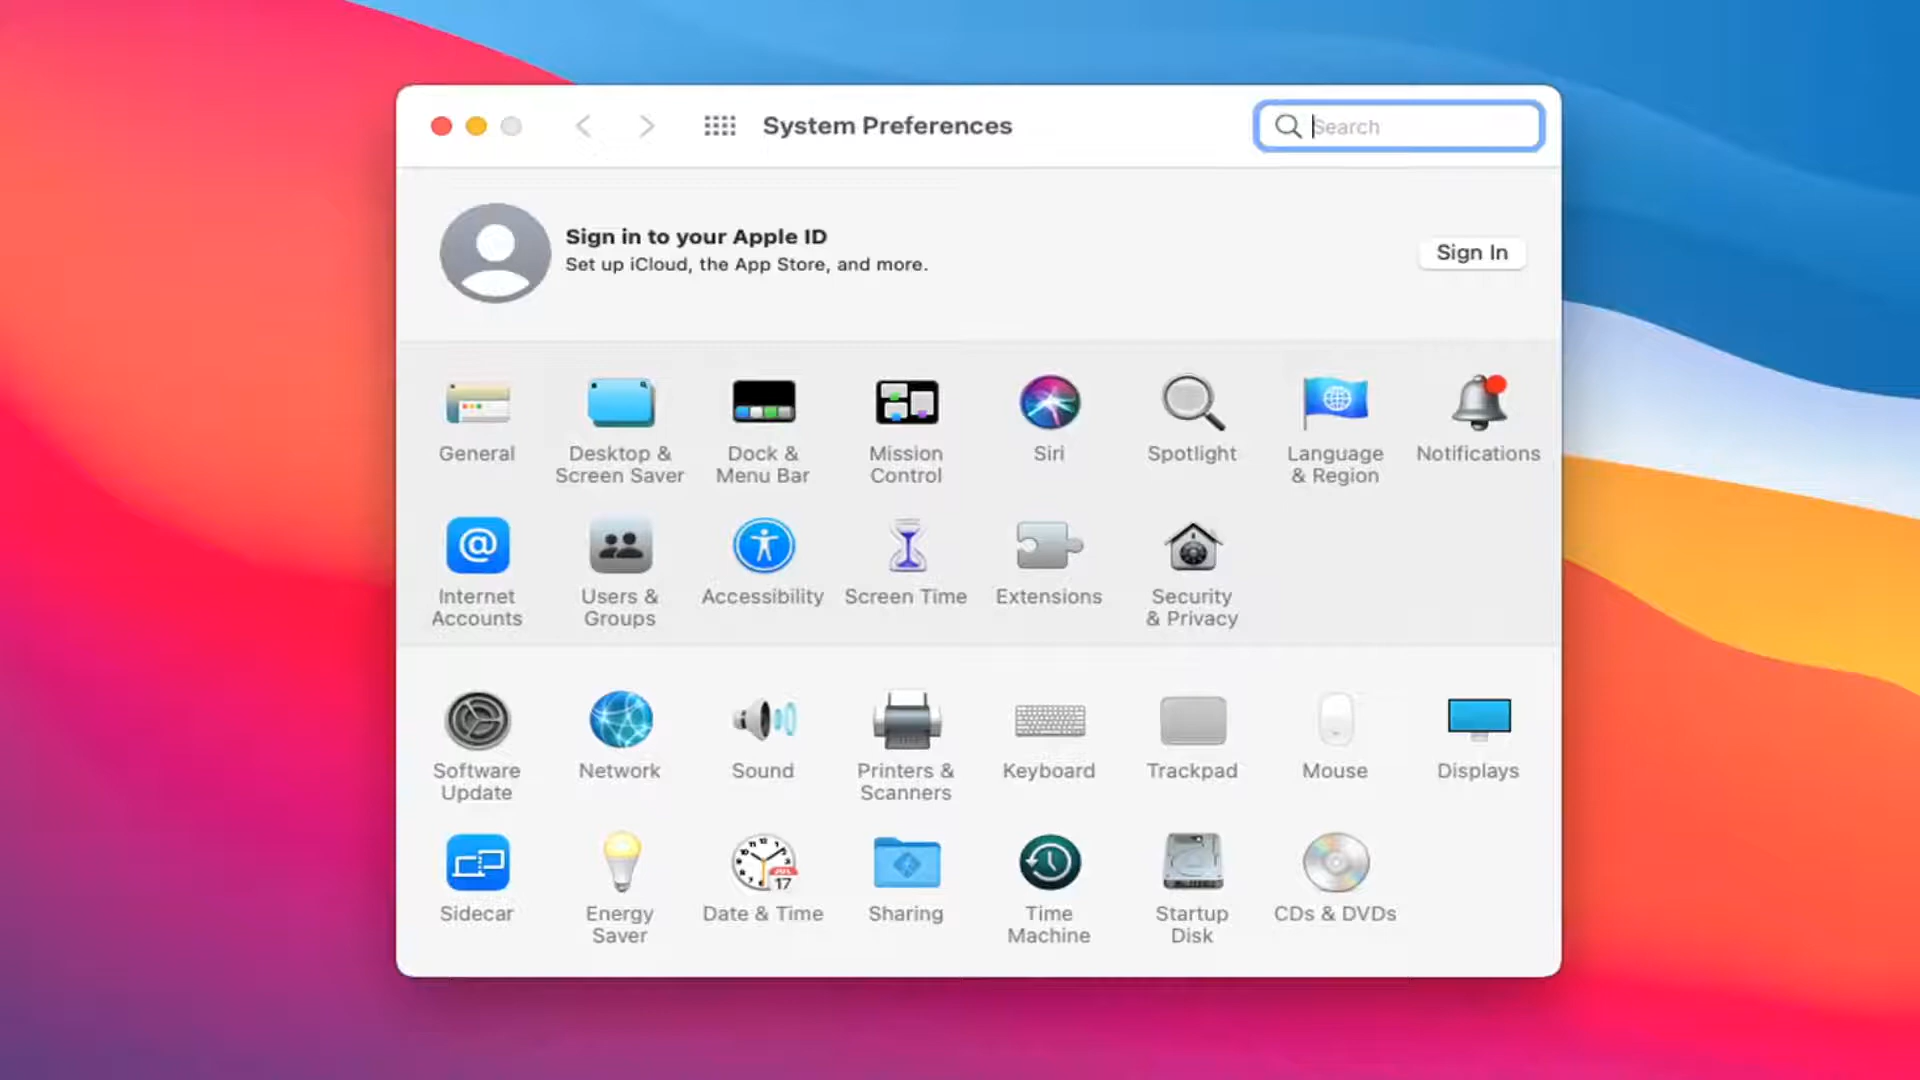 System Preferences
Search
Sign in to your Apple ID
Set up iCloud, the App Store, and more.
Sign In
General
Desktop &
Screen Saver
Dock &
Menu Bar
Mission
Control
Siri
Spotlight
Language
& Region
Notifications
@
Internet
Accounts
Users &
Groups
Accessibility
Screen Time
Extensions
Security
& Privacy
Software
Update
Network
Sound
Printers &
Scanners
Keyboard
Trackpad
Mouse
Displays
Sidecar
Energy
Saver
JUL
17
Date & Time
Sharing
Time
Machine
Startup
Disk
CDs & DVDs